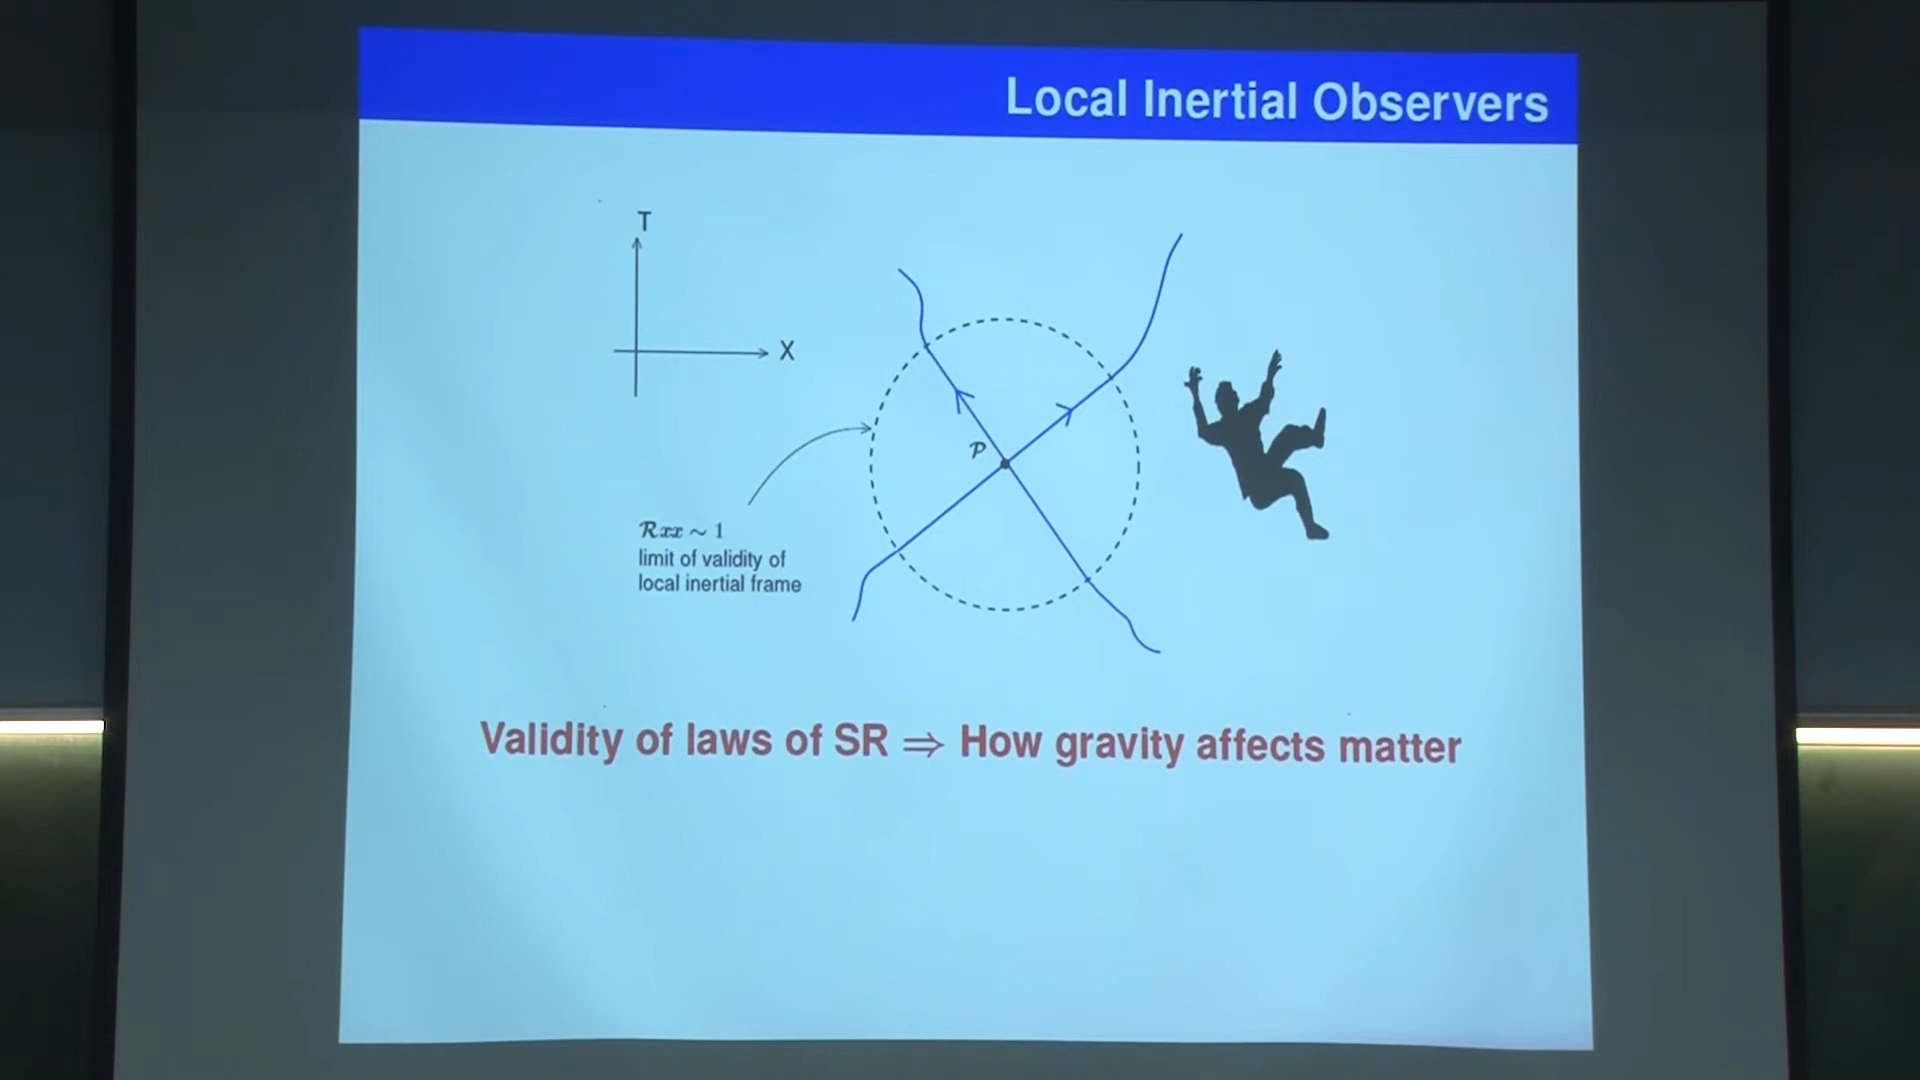 Local Inertial Observers
T
X
P
Rxx ∼ 1
limit of validity of
local inertial frame
Validity of laws of SR ⇒ How gravity affects matter